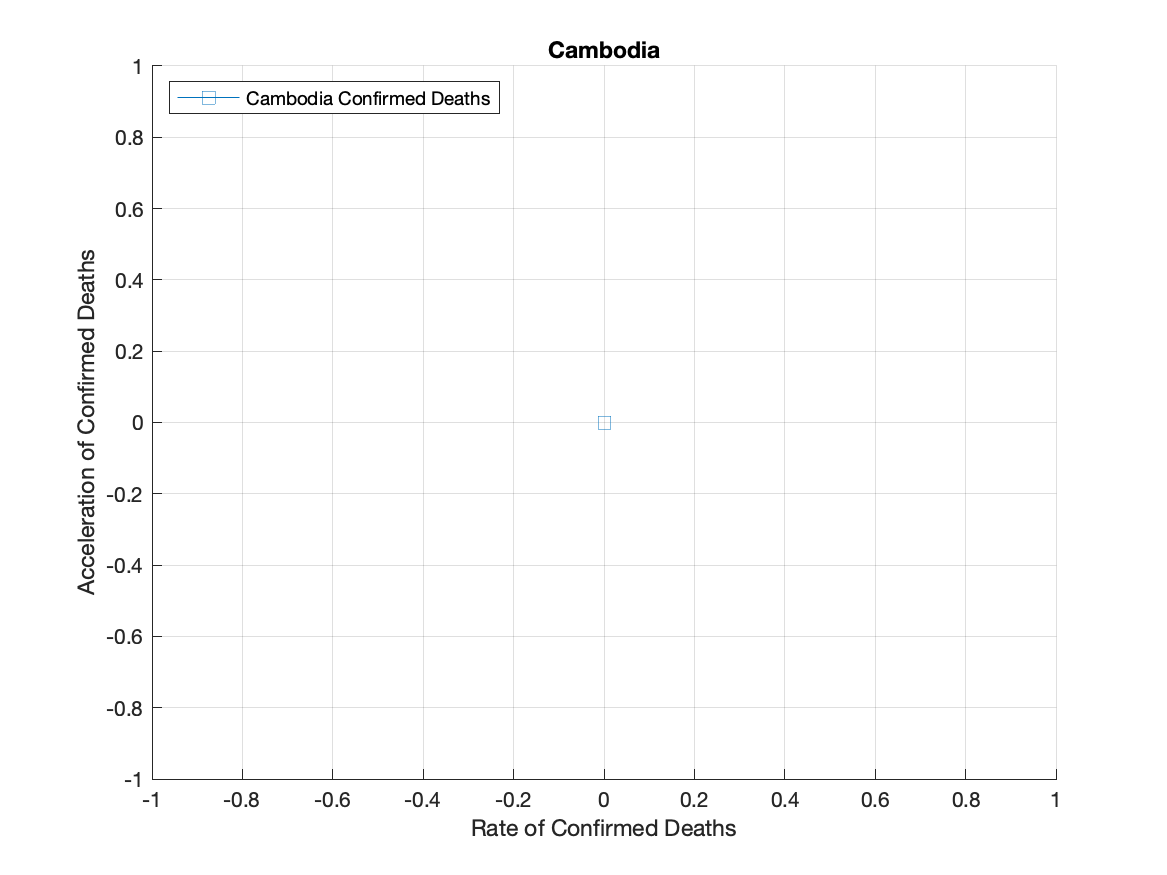 Cambodia
Cambodia Confirmed Deaths
1
0.8
0.6
0.4
0.2
0
-0.2
-0.4
-0.6
-0.8
-1
Acceleration of Confirmed Deaths
-1 -0.8 -0.6 -0.4 -0.2 0 0.2 0.4 0.6 0.8 1
Rate of Confirmed Deaths